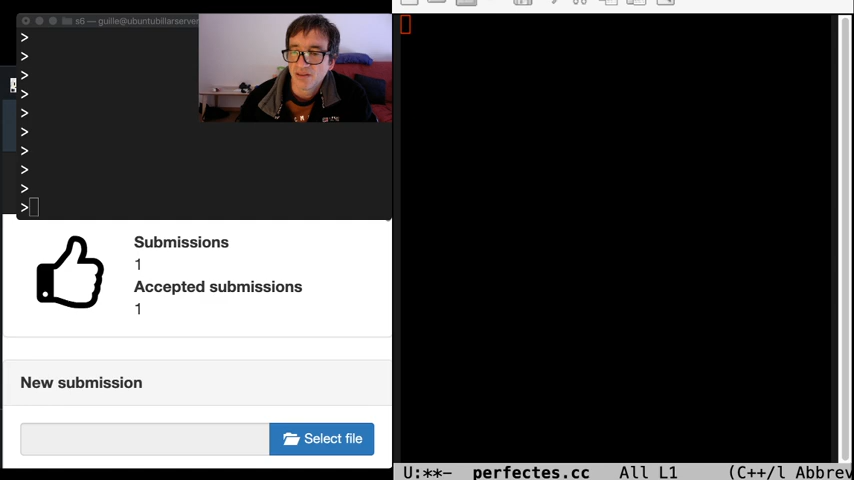 s6 — guille@ubuntubillarserver
>
>
>
>
>
>
>
>
>
>
Submissions
1
Accepted submissions
1
New submission
Select file
U:**- perfectes.cc All L1 (C++/l Abbrev